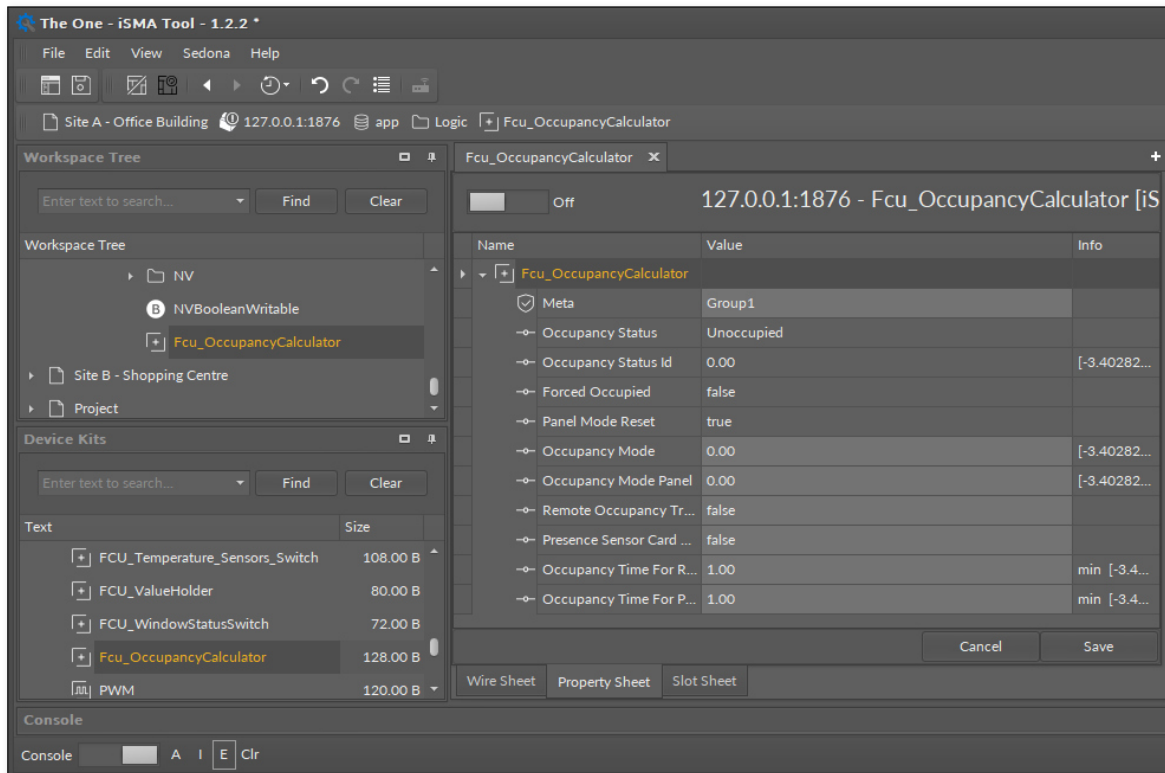 The One - iSMA Tool - 1.2.2 *
File Edit View Sedona Help
Site A - Office Building 127.0.0.1:1876 app Logic Fcu_OccupancyCalculator
Workspace Tree
Enter text to search... Find Clear
Workspace Tree
NV
B NVBooleanWritable
Fcu_OccupancyCalculator
Site B - Shopping Centre
Project
Device Kits
Enter text to search... Find Clear
Text Size
FCU_Temperature_Sensors_Switch 108.00 B
FCU_ValueHolder 80.00 B
FCU_WindowStatusSwitch 72.00 B
Fcu_OccupancyCalculator 128.00 B
PWM 120.00 B
Fcu_OccupancyCalculator x +
Off 127.0.0.1:1876 - Fcu_OccupancyCalculator [iS
Name Value Info
Fcu_OccupancyCalculator
Meta Group1
Occupancy Status Unoccupied
Occupancy Status Id 0.00 [-3.40282...
Forced Occupied false
Panel Mode Reset true
Occupancy Mode 0.00 [-3.40282...
Occupancy Mode Panel 0.00 [-3.40282...
Remote Occupancy Tr... false
Presence Sensor Card ... false
Occupancy Time For R... 1.00 min [-3.4...
Occupancy Time For P... 1.00 min [-3.4...
Cancel Save
Wire Sheet Property Sheet Slot Sheet
Console
Console A I E Clr